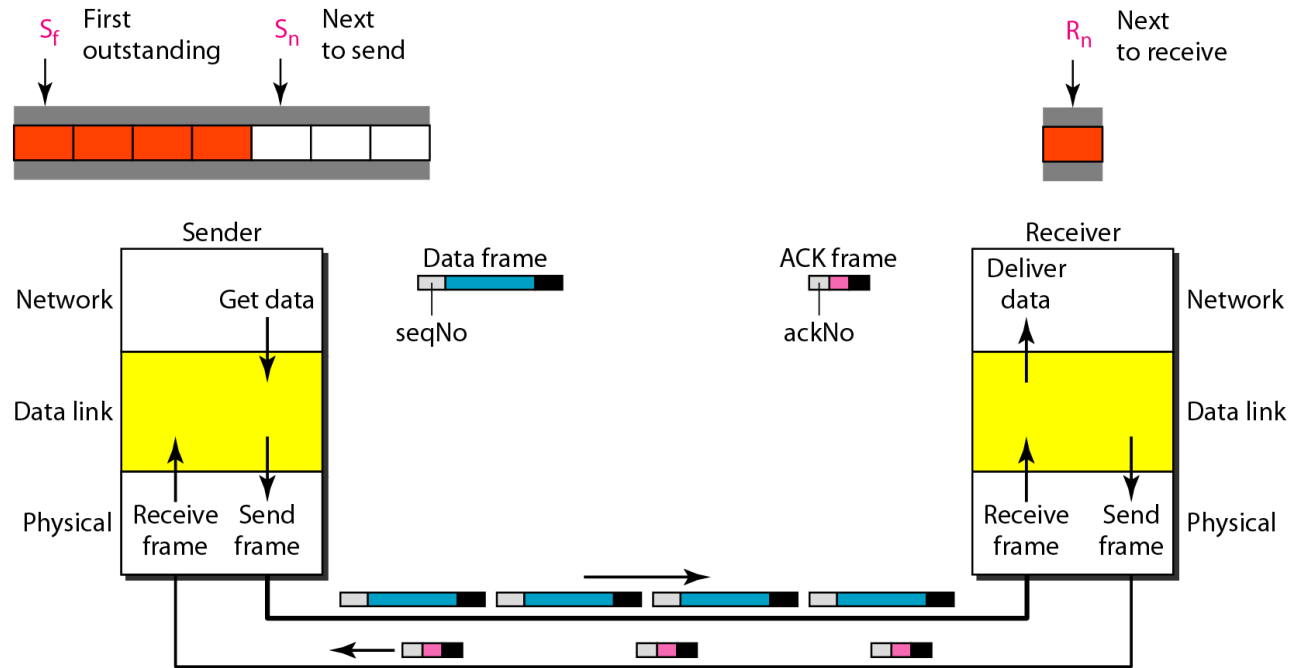 Sf First outstanding
Sn Next to send
Rn Next to receive
Sender
Receiver
Data frame
seqNo
ACK frame
ackNo
Network
Get data
Deliver data
Network
Data link
Data link
Physical
Receive frame
Send frame
Receive frame
Send frame
Physical